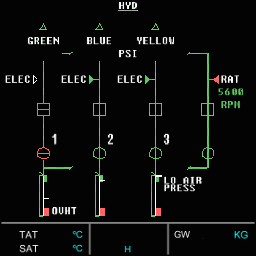 HYD
GREEN BLUE YELLOW
PSI
ELEC ELEC ELEC RAT
5600
RPM
1 2 3
LO AIR
PRESS
OVHT
TAT °C GW KG
SAT °C H